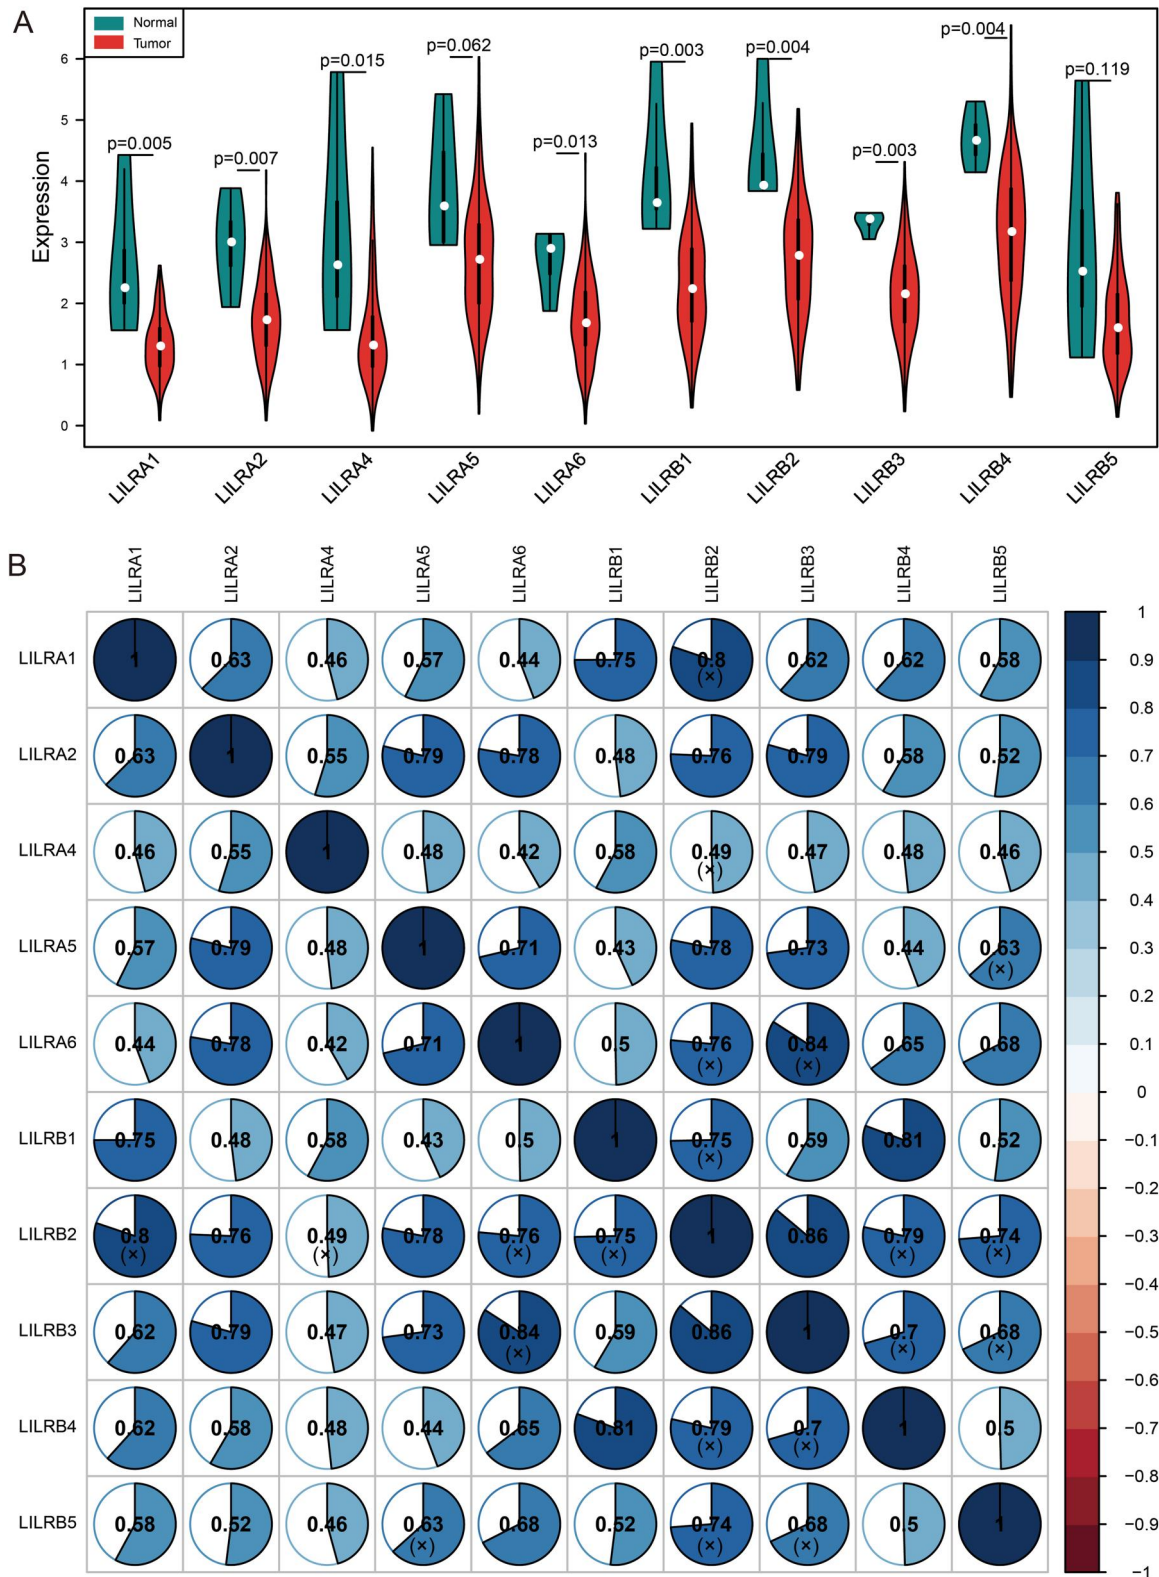 A
Normal
Tumor
p=0.005
p=0.007
p=0.015
p=0.062
p=0.013
p=0.003
p=0.004
p=0.003
p=0.004
p=0.119
Expression
6
5
4
3
2
1
0
LILRA1
LILRA2
LILRA4
LILRA5
LILRA6
LILRB1
LILRB2
LILRB3
LILRB4
LILRB5
B
LILRA1 LILRA2 LILRA4 LILRA5 LILRA6 LILRB1 LILRB2 LILRB3 LILRB4 LILRB5
LILRA1 1 0.63 0.46 0.57 0.44 0.75 0.8 0.62 0.62 0.58
(×)
LILRA2 0.63 1 0.55 0.79 0.78 0.48 0.76 0.79 0.58 0.52
LILRA4 0.46 0.55 1 0.48 0.42 0.58 0.49 0.47 0.48 0.46
(×)
LILRA5 0.57 0.79 0.48 1 0.71 0.43 0.78 0.73 0.44 0.63
(×)
LILRA6 0.44 0.78 0.42 0.71 1 0.5 0.76 0.84 0.65 0.68
(×) (×)
LILRB1 0.75 0.48 0.58 0.43 0.5 1 0.75 0.59 0.81 0.52
(×)
LILRB2 0.8 0.76 0.49 0.78 0.76 0.75 1 0.86 0.79 0.74
(×) (×) (×) (×) (×) (×)
LILRB3 0.62 0.79 0.47 0.73 0.84 0.59 0.86 1 0.7 0.68
(×) (×) (×)
LILRB4 0.62 0.58 0.48 0.44 0.65 0.81 0.79 0.7 1 0.5
(×) (×)
LILRB5 0.58 0.52 0.46 0.63 0.68 0.52 0.74 0.68 0.5 1
(×) (×) (×)
1
0.9
0.8
0.7
0.6
0.5
0.4
0.3
0.2
0.1
0
−0.1
−0.2
−0.3
−0.4
−0.5
−0.6
−0.7
−0.8
−0.9
−1